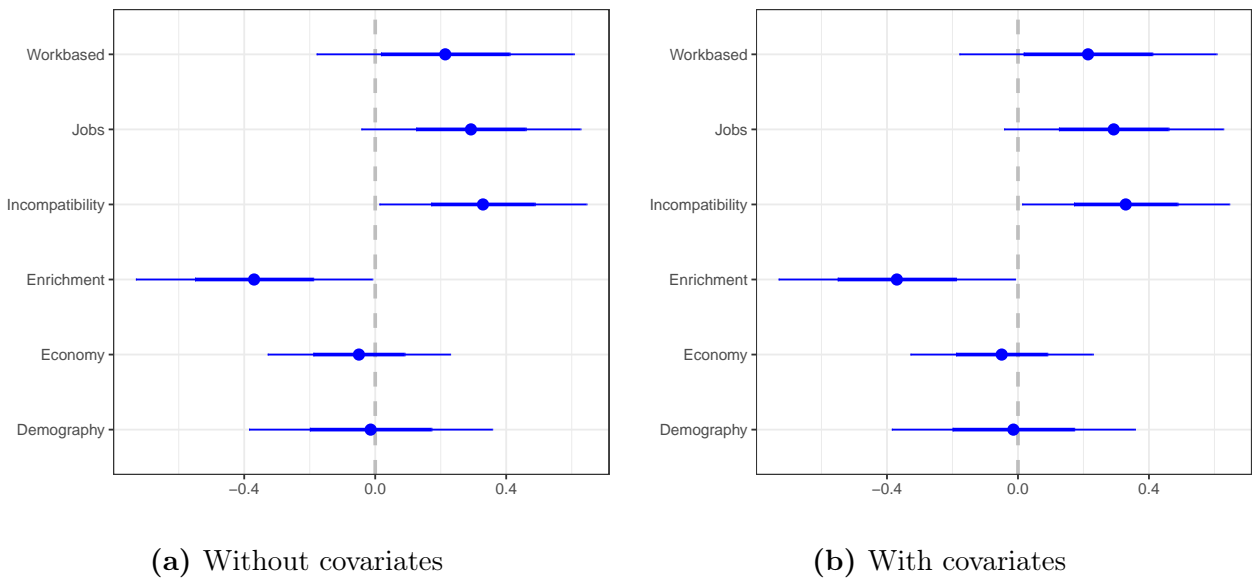 Workbased
Jobs
Incompatibility
Enrichment
Economy
Demography
−0.4 0.0 0.4
(a) Without covariates
Workbased
Jobs
Incompatibility
Enrichment
Economy
Demography
−0.4 0.0 0.4
(b) With covariates